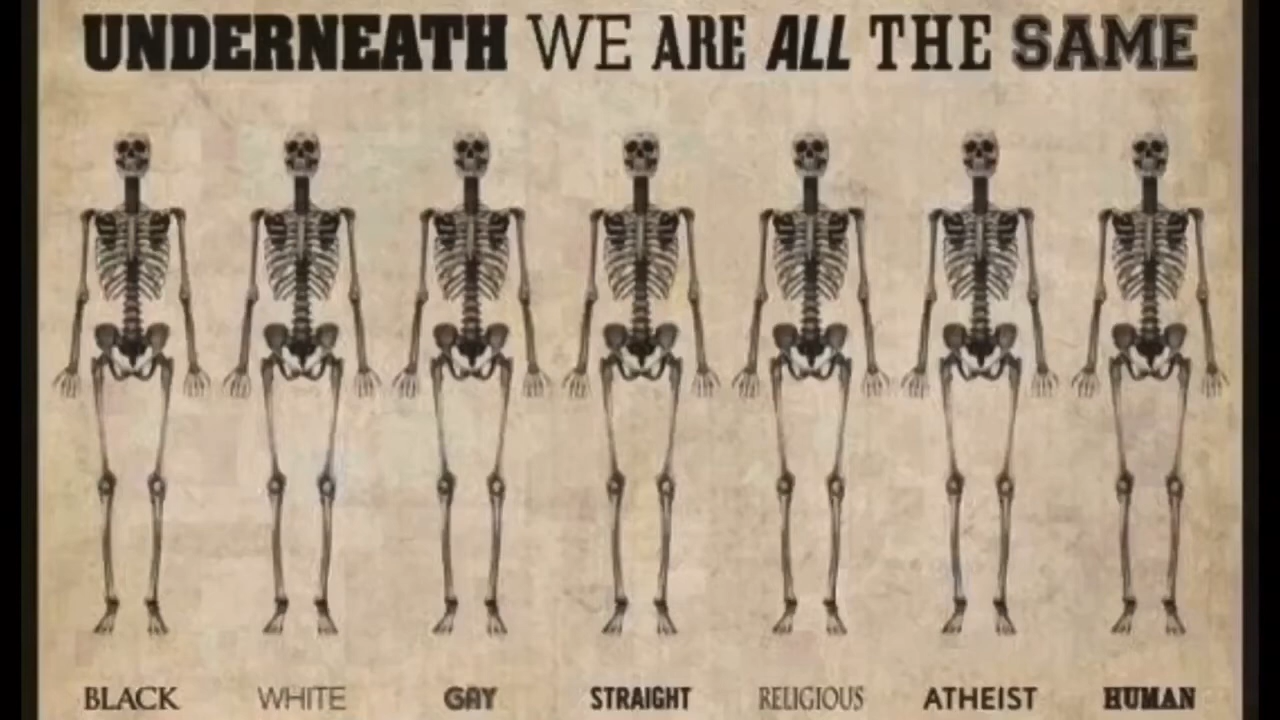 UNDERNEATH WE ARE ALL THE SAME
BLACK WHITE GAY STRAIGHT RELIGIOUS ATHEIST HUMAN